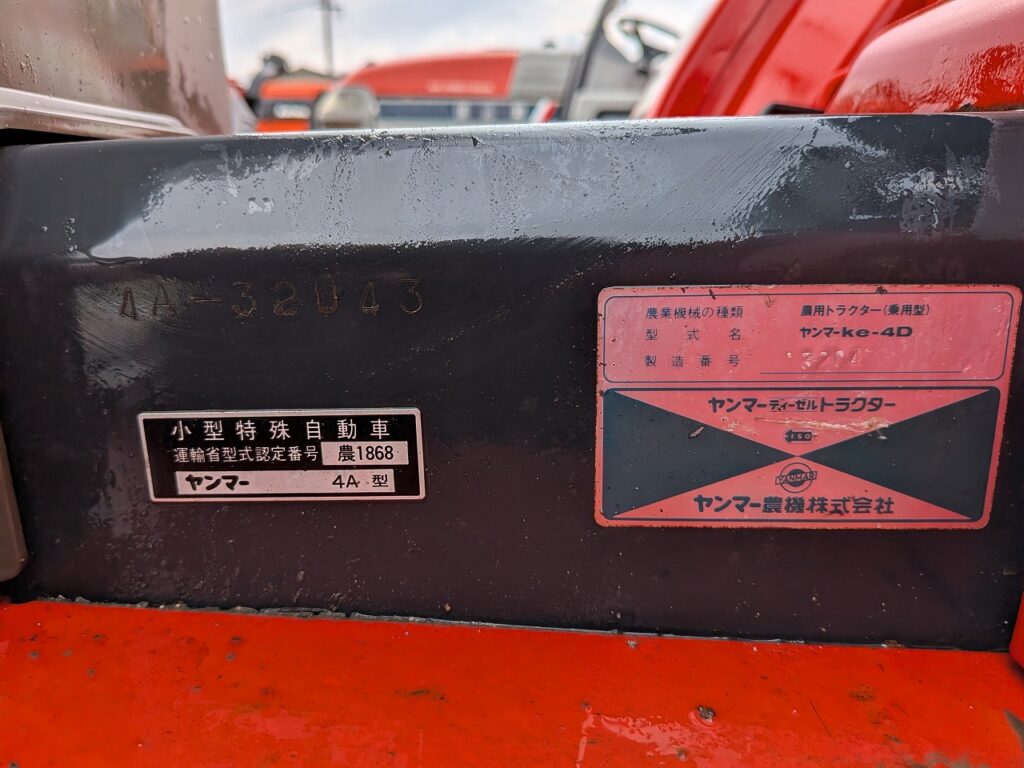 4A-32043
小型特殊自動車
運輸省型式認定番号 農1868
ヤンマー 4A 型
農業機械の種類 農用トラクター(乗用型)
型式名 ヤンマーke-4D
製造番号
ヤンマーディーゼルトラクター
OSI
YANMAR
ヤンマー農機株式会社